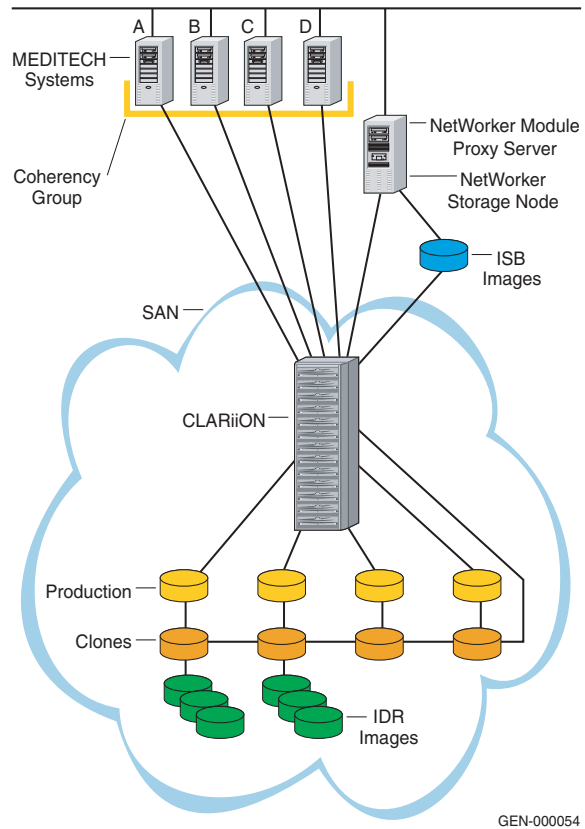 A B C D
MEDITECH
Systems
NetWorker Module
Proxy Server
Coherency
Group
NetWorker
Storage Node
ISB
Images
SAN
CLARiiON
Production
Clones
IDR
Images
GEN-000054